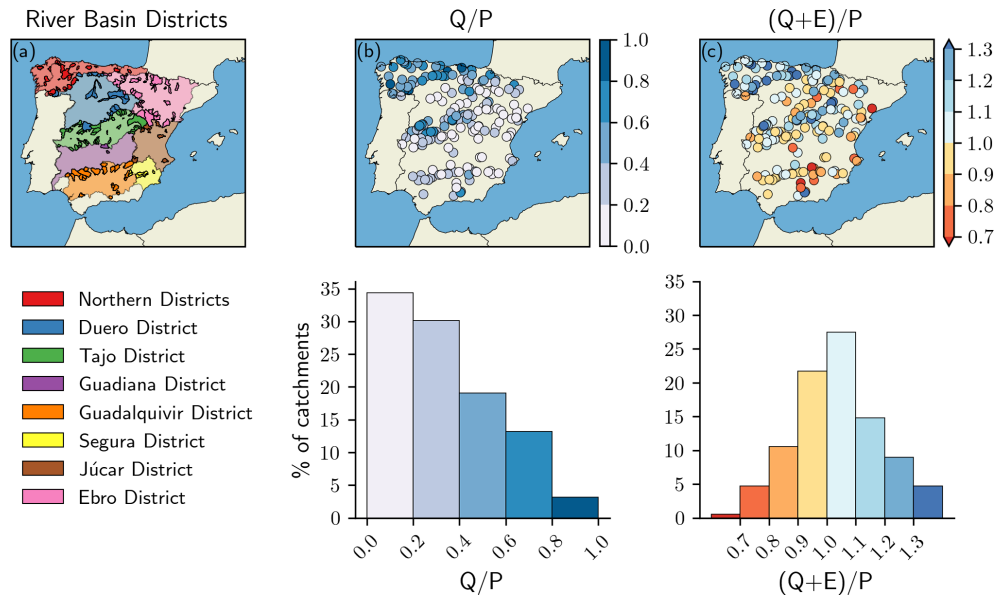 River Basin Districts
Q/P
(Q+E)/P
(a)
(b)
(c)
1.0
0.8
0.6
0.4
0.2
0.0
1.3
1.2
1.1
1.0
0.9
0.8
0.7
Northern Districts
Duero District
Tajo District
Guadiana District
Guadalquivir District
Segura District
Júcar District
Ebro District
% of catchments
35
30
25
20
15
10
5
0
0.0
0.2
0.4
0.6
0.8
1.0
Q/P
35
30
25
20
15
10
5
0
0.7
0.8
0.9
1.0
1.1
1.2
1.3
(Q+E)/P